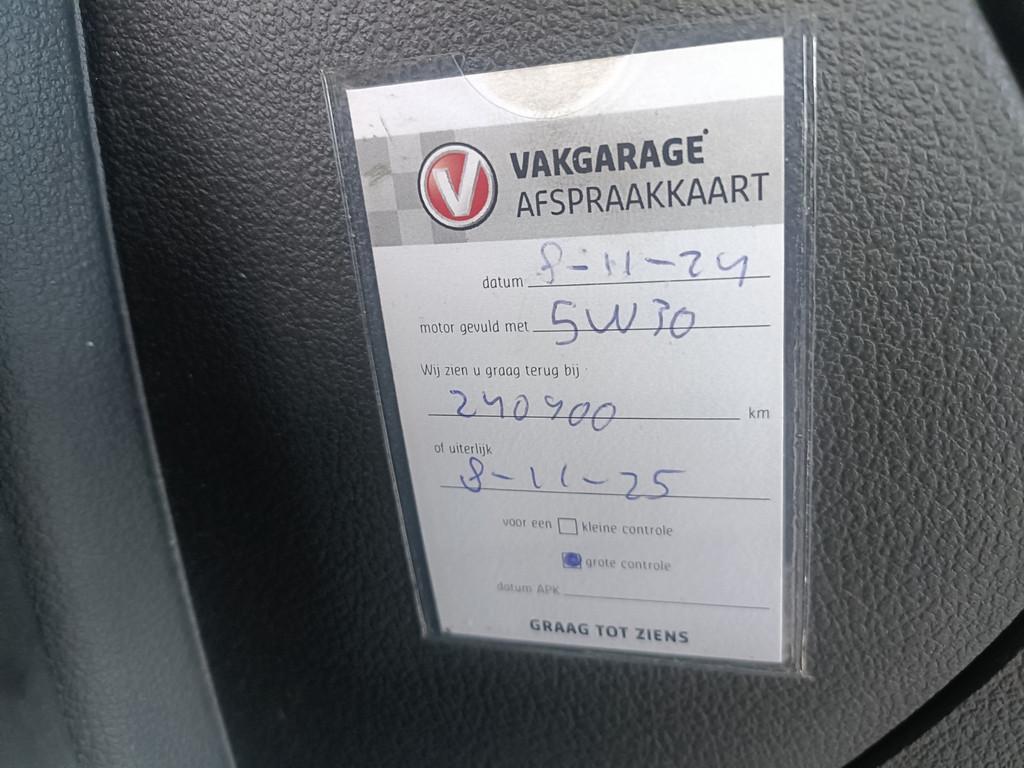 V VAKGARAGE
AFSPRAAKKAART
datum 8-11-24
motor gevuld met 5W30
Wij zien u graag terug bij
240900 km
of uiterlijk
8-11-25
voor een kleine controle
grote controle
datum APK
GRAAG TOT ZIENS